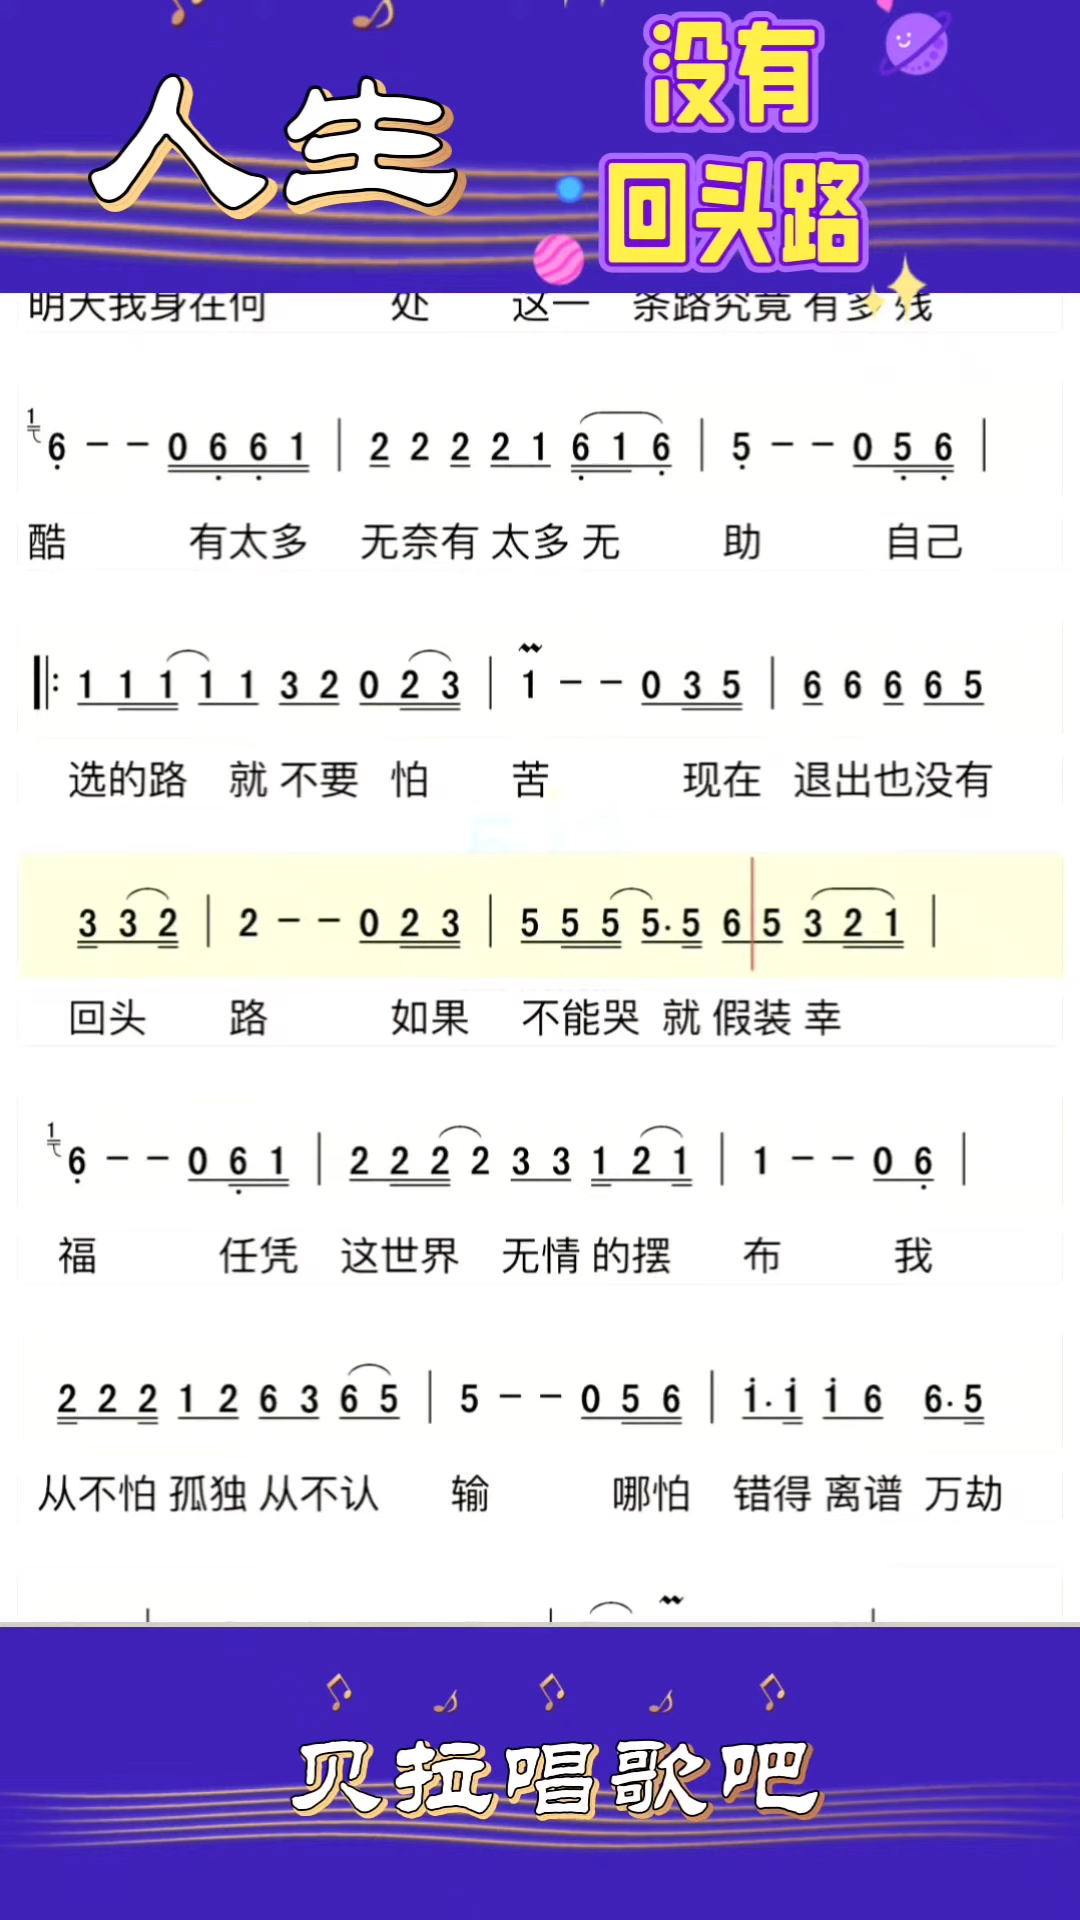 人生
没有
回头路
明天我身在何 处 这一 条路究竟 有多 残
1 6 - - 0 6 6 1 | 2 2 2 2 1 6 1 6 | 5 - - 0 5 6 |
酷 有太多 无奈有 太多 无 助 自己
‖: 1 1 1 1 1 3 2 0 2 3 | 1 - - 0 3 5 | 6 6 6 6 5
选的路 就 不要 怕 苦 现在 退出也没有
3 3 2 | 2 - - 0 2 3 | 5 5 5 5· 5 6 5 3 2 1 |
回头 路 如果 不能哭 就 假装 幸
1 6 - - 0 6 1 | 2 2 2 2 3 3 1 2 1 | 1 - - 0 6 |
福 任凭 这世界 无情 的摆 布 我
2 2 2 1 2 6 3 6 5 | 5 - - 0 5 6 | 1· 1 1 6 6· 5
从不怕 孤独 从不认 输 哪怕 错得 离谱 万劫
贝拉唱歌吧